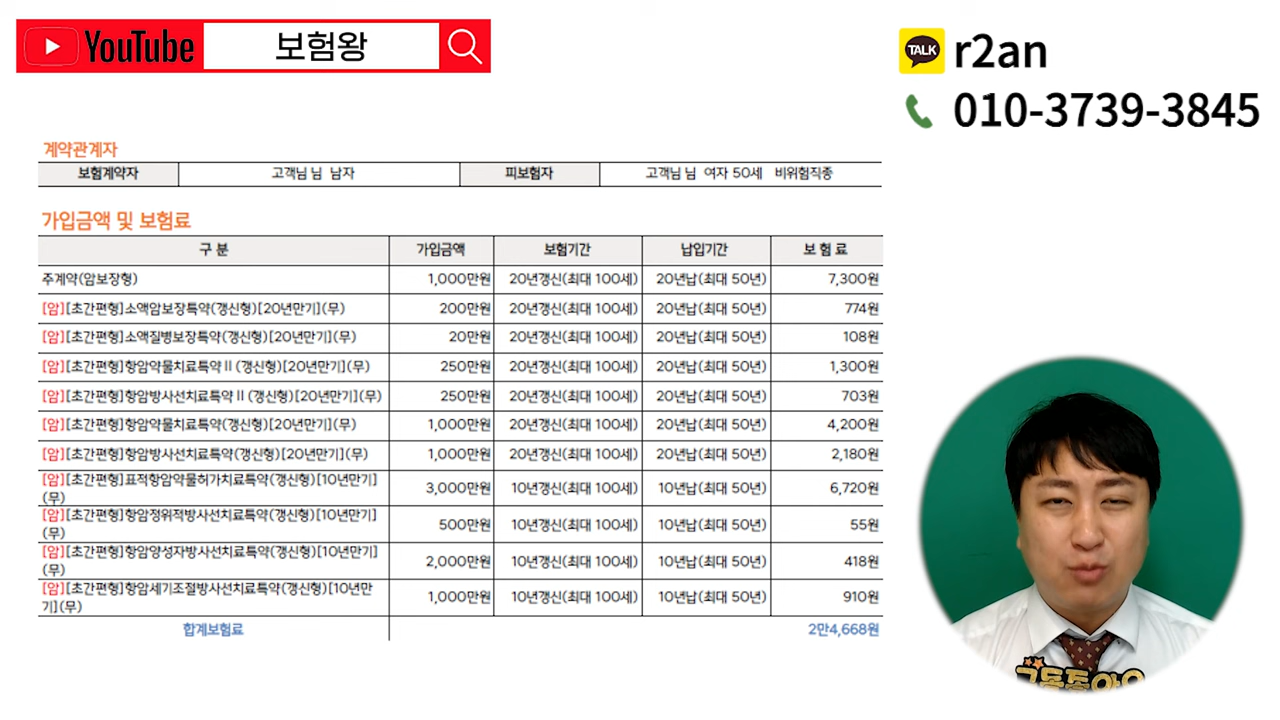 YouTube 보험왕
TALK r2an
010-3739-3845
계약관계자
보험계약자 고객님 님 남자 피보험자 고객님 님 여자 50세 비위험직종
가입금액 및 보험료
구 분 가입금액 보험기간 납입기간 보 험 료
주계약(암보장형) 1,000만원 20년갱신(최대 100세) 20년납(최대 50년) 7,300원
[암][초간편형]소액암보장특약(갱신형)[20년만기](무) 200만원 20년갱신(최대 100세) 20년납(최대 50년) 774원
[암][초간편형]소액질병보장특약(갱신형)[20년만기](무) 20만원 20년갱신(최대 100세) 20년납(최대 50년) 108원
[암][초간편형]항암약물치료특약Ⅱ(갱신형)[20년만기](무) 250만원 20년갱신(최대 100세) 20년납(최대 50년) 1,300원
[암][초간편형]항암방사선치료특약Ⅱ(갱신형)[20년만기](무) 250만원 20년갱신(최대 100세) 20년납(최대 50년) 703원
[암][초간편형]항암약물치료특약(갱신형)[20년만기](무) 1,000만원 20년갱신(최대 100세) 20년납(최대 50년) 4,200원
[암][초간편형]항암방사선치료특약(갱신형)[20년만기](무) 1,000만원 20년갱신(최대 100세) 20년납(최대 50년) 2,180원
[암][초간편형]표적항암약물허가치료특약(갱신형)[10년만기]
(무) 3,000만원 10년갱신(최대 100세) 10년납(최대 50년) 6,720원
[암][초간편형]항암정위적방사선치료특약(갱신형)[10년만기]
(무) 500만원 10년갱신(최대 100세) 10년납(최대 50년) 55원
[암][초간편형]항암양성자방사선치료특약(갱신형)[10년만기]
(무) 2,000만원 10년갱신(최대 100세) 10년납(최대 50년) 418원
[암][초간편형]항암세기조절방사선치료특약(갱신형)[10년만
기](무) 1,000만원 10년갱신(최대 100세) 10년납(최대 50년) 910원
합계보험료 2만4,668원